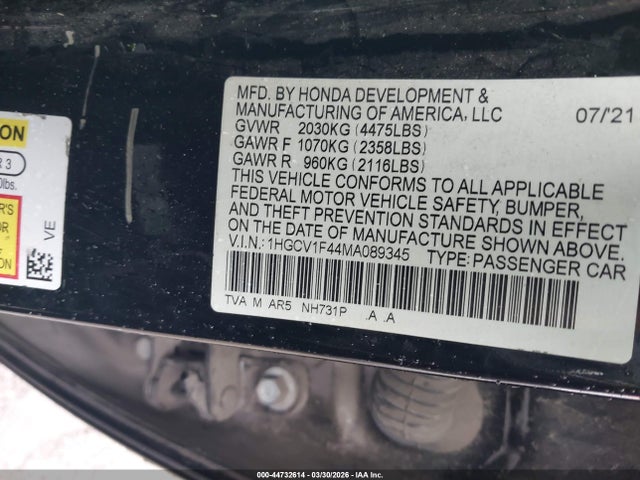 MFD. BY HONDA DEVELOPMENT &
MANUFACTURING OF AMERICA, LLC 07/'21
GVWR 2030KG (4475LBS)
GAWR F 1070KG (2358LBS)
GAWR R 960KG (2116LBS)
THIS VEHICLE CONFORMS TO ALL APPLICABLE
FEDERAL MOTOR VEHICLE SAFETY, BUMPER,
AND THEFT PREVENTION STANDARDS IN EFFECT
ON THE DATE OF MANUFACTURE SHOWN ABOVE.
V.I.N.:1HGCV1F44MA089345 TYPE:PASSENGER CAR
TVA M AR5 NH731P .A .A
R 3
VE
000-44732614 - 03/30/2026 - IAA Inc.